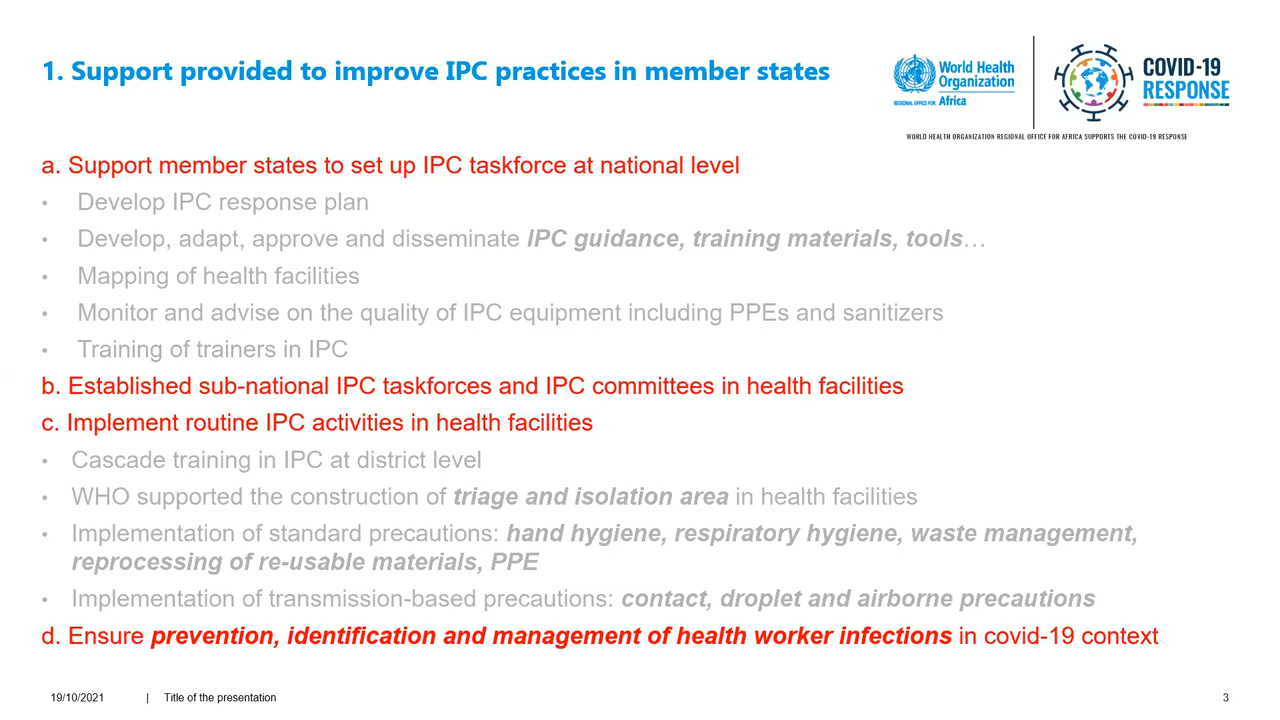 1. Support provided to improve IPC practices in member states
World Health
Organization
REGIONAL OFFICE FOR Africa
COVID-19
RESPONSE
WORLD HEALTH ORGANIZATION REGIONAL OFFICE FOR AFRICA SUPPORTS THE COVID-19 RESPONSE
a. Support member states to set up IPC taskforce at national level
• Develop IPC response plan
• Develop, adapt, approve and disseminate IPC guidance, training materials, tools…
• Mapping of health facilities
• Monitor and advise on the quality of IPC equipment including PPEs and sanitizers
• Training of trainers in IPC
b. Established sub-national IPC taskforces and IPC committees in health facilities
c. Implement routine IPC activities in health facilities
• Cascade training in IPC at district level
• WHO supported the construction of triage and isolation area in health facilities
• Implementation of standard precautions: hand hygiene, respiratory hygiene, waste management,
reprocessing of re-usable materials, PPE
• Implementation of transmission-based precautions: contact, droplet and airborne precautions
d. Ensure prevention, identification and management of health worker infections in covid-19 context
19/10/2021 | Title of the presentation 3